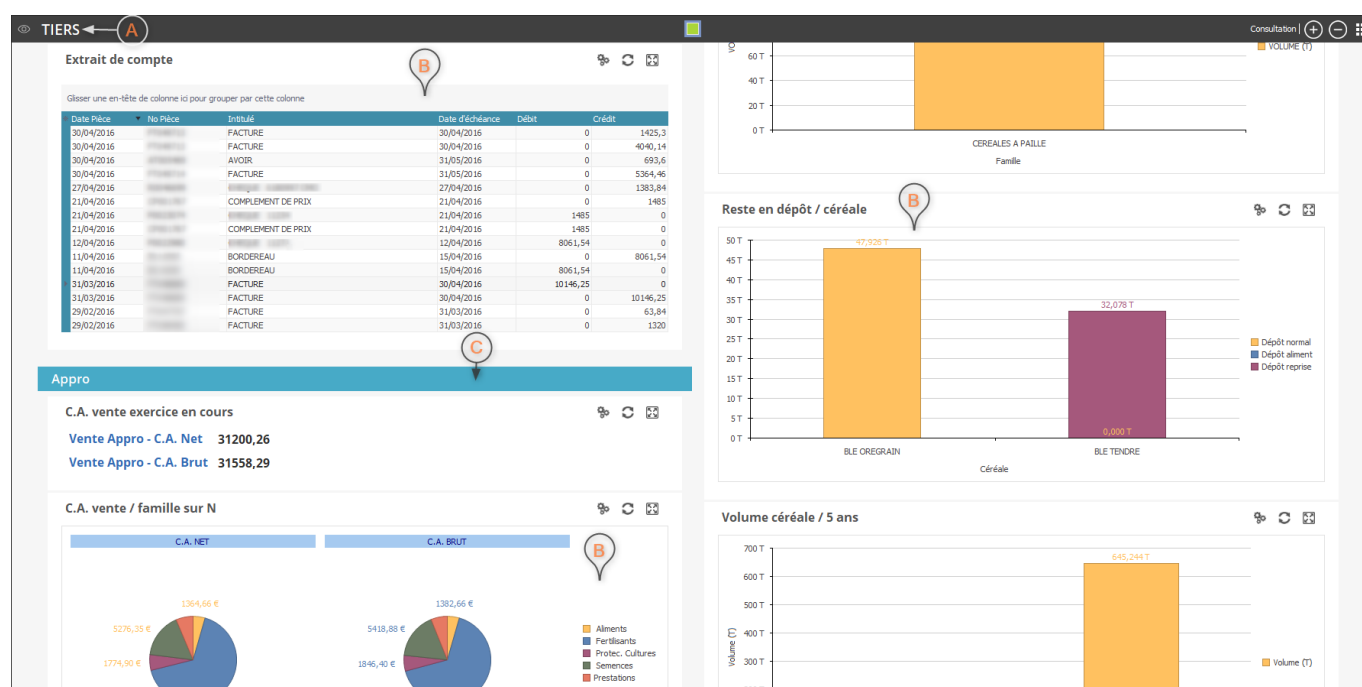 TIERS
A
Consultation |
Extrait de compte
B
Glisser une en-tête de colonne ici pour grouper par cette colonne
Date Pièce No Pièce Intitulé Date d'échéance Débit Crédit
30/04/2016 FACTURE 30/04/2016 0 1425,3
30/04/2016 FACTURE 30/04/2016 0 4040,14
30/04/2016 AVOIR 31/05/2016 0 693,6
30/04/2016 FACTURE 31/05/2016 0 5364,46
27/04/2016 27/04/2016 0 1383,84
21/04/2016 COMPLEMENT DE PRIX 21/04/2016 0 1485
21/04/2016 21/04/2016 1485 0
21/04/2016 COMPLEMENT DE PRIX 21/04/2016 1485 0
12/04/2016 12/04/2016 8061,54 0
11/04/2016 BORDEREAU 15/04/2016 0 8061,54
11/04/2016 BORDEREAU 15/04/2016 8061,54 0
31/03/2016 FACTURE 30/04/2016 10146,25 0
31/03/2016 FACTURE 30/04/2016 0 10146,25
29/02/2016 FACTURE 31/03/2016 0 63,84
29/02/2016 FACTURE 31/03/2016 0 1320
C
Appro
C.A. vente exercice en cours
Vente Appro - C.A. Net 31200,26
Vente Appro - C.A. Brut 31558,29
C.A. vente / famille sur N
C.A. NET C.A. BRUT
B
1364,66 € 1382,66 €
5276,35 € 5418,88 €
1774,90 € 1846,40 €
Aliments
Fertilisants
Protec. Cultures
Semences
Prestations
VOLUME (T)
60 T
40 T
20 T
0 T
CEREALES A PAILLE
Famille
Reste en dépôt / céréale
B
50 T
45 T
40 T
35 T
30 T
25 T
20 T
15 T
10 T
5 T
0 T
47,926 T
32,078 T
0,000 T
BLE OREGRAIN BLE TENDRE
Céréale
Dépôt normal
Dépôt aliment
Dépôt reprise
Volume céréale / 5 ans
700 T
600 T
500 T
400 T
300 T
Volume (T)
645,244 T
Volume (T)